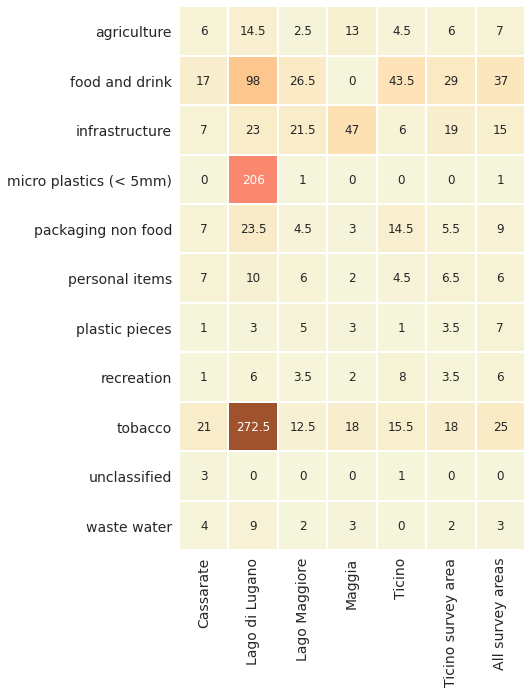 agriculture 6 14.5 2.5 13 4.5 6 7
food and drink 17 98 26.5 0 43.5 29 37
infrastructure 7 23 21.5 47 6 19 15
micro plastics (< 5mm) 0 206 1 0 0 0 1
packaging non food 7 23.5 4.5 3 14.5 5.5 9
personal items 7 10 6 2 4.5 6.5 6
plastic pieces 1 3 5 3 1 3.5 7
recreation 1 6 3.5 2 8 3.5 6
tobacco 21 272.5 12.5 18 15.5 18 25
unclassified 3 0 0 0 1 0 0
waste water 4 9 2 3 0 2 3
Cassarate
Lago di Lugano
Lago Maggiore
Maggia
Ticino
Ticino survey area
All survey areas